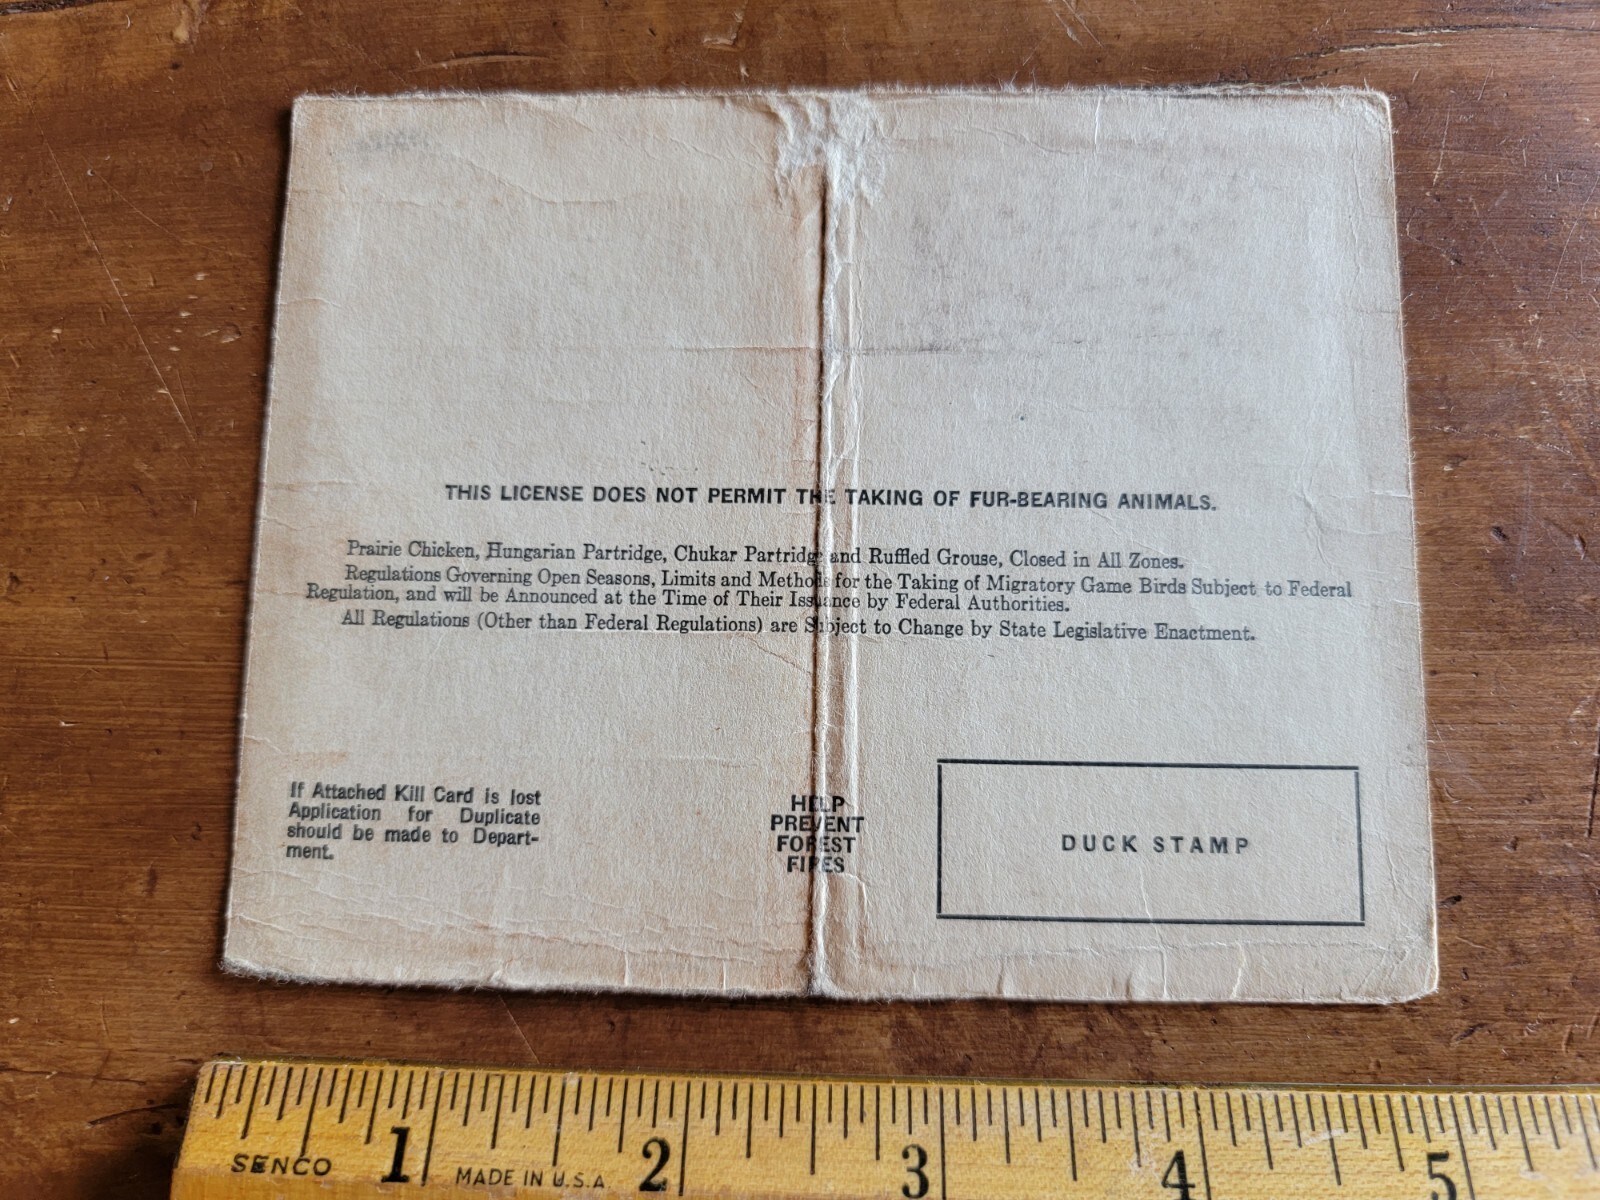 THIS LICENSE DOES NOT PERMIT THE TAKING OF FUR-BEARING ANIMALS.
Prairie Chicken, Hungarian Partridge, Chukar Partridge and Ruffled Grouse, Closed in All Zones.
Regulations Governing Open Seasons, Limits and Methods for the Taking of Migratory Game Birds Subject to Federal
Regulation, and will be Announced at the Time of Their Issuance by Federal Authorities.
All Regulations (Other than Federal Regulations) are Subject to Change by State Legislative Enactment.
If Attached Kill Card is lost
Application for Duplicate
should be made to Depart-
ment.
HELP
PREVENT
FOREST
FIRES
DUCK STAMP
1 2 3 4 5
SENCO MADE IN U.S.A.